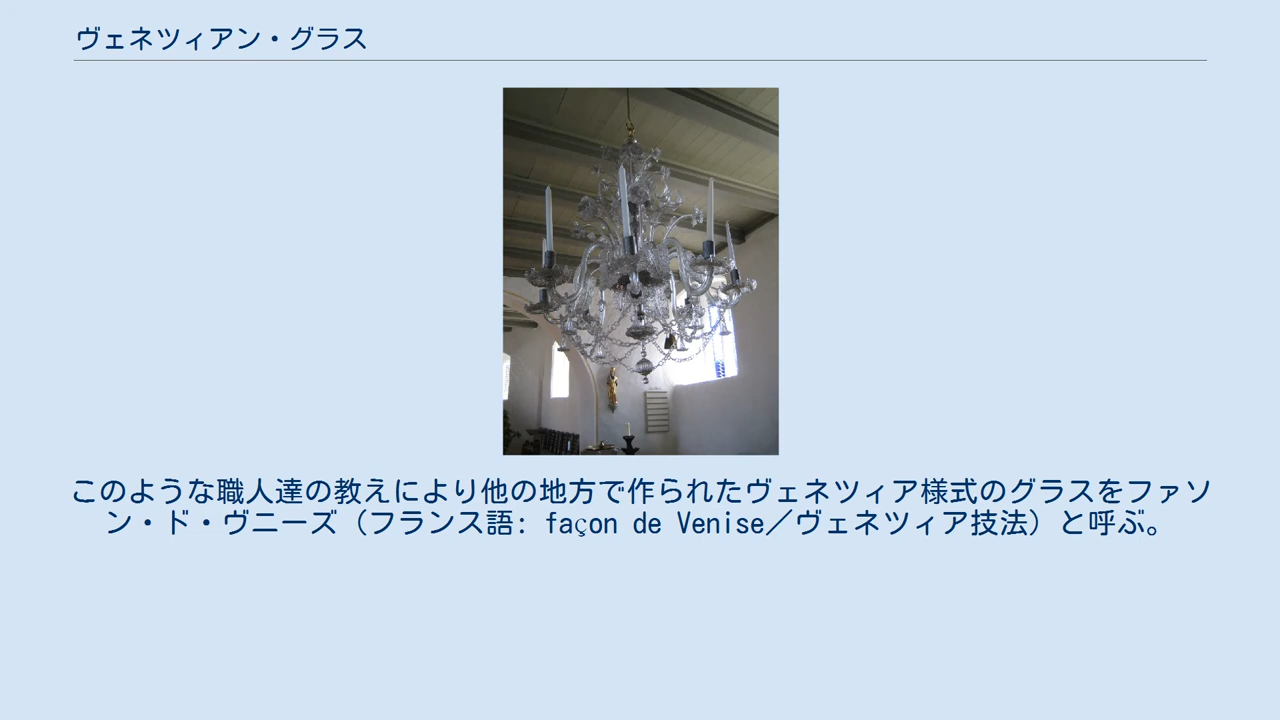 ヴェネツィアン・グラス
このような職人達の教えにより他の地方で作られたヴェネツィア様式のグラスをファソ
ン・ド・ヴニーズ（フランス語: façon de Venise／ヴェネツィア技法）と呼ぶ。